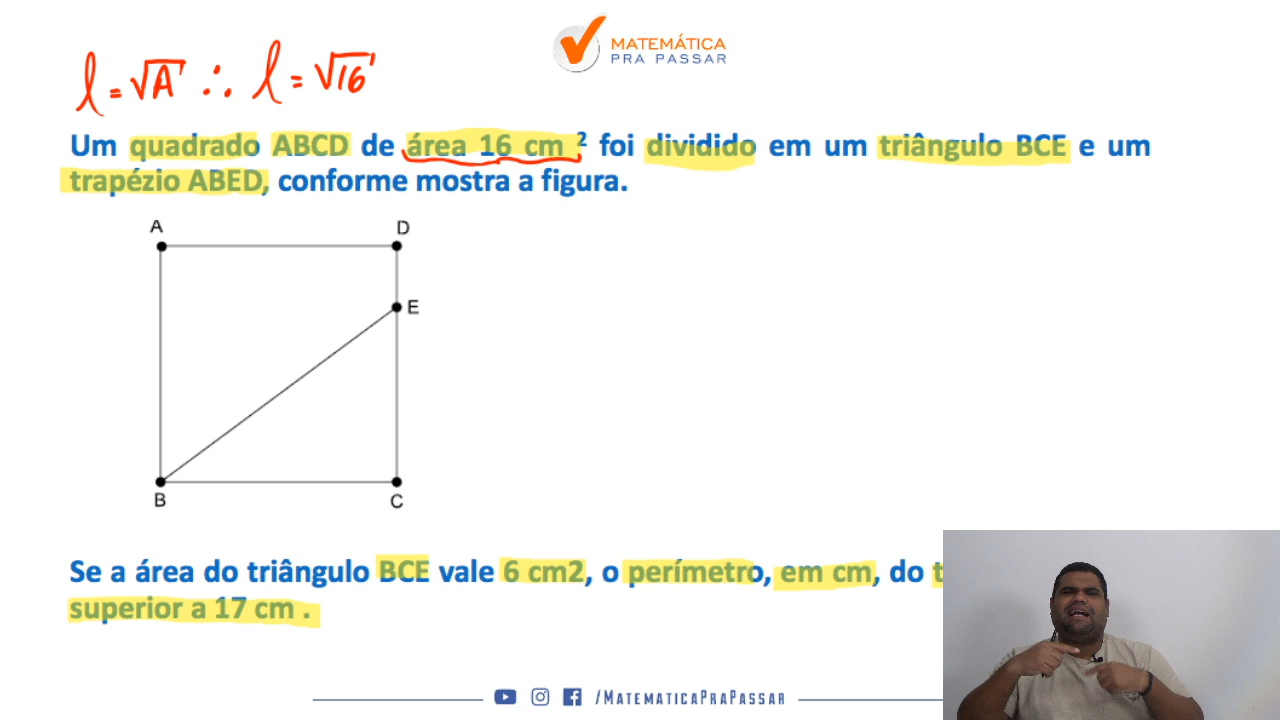 MATEMÁTICA
PRA PASSAR
l = √A ∴ l = √16
Um quadrado ABCD de área 16 cm ² foi dividido em um triângulo BCE e um
trapézio ABED, conforme mostra a figura.
A
D
E
B
C
Se a área do triângulo BCE vale 6 cm2, o perímetro, em cm, do t
superior a 17 cm .
/MATEMATICAPRAPASSAR